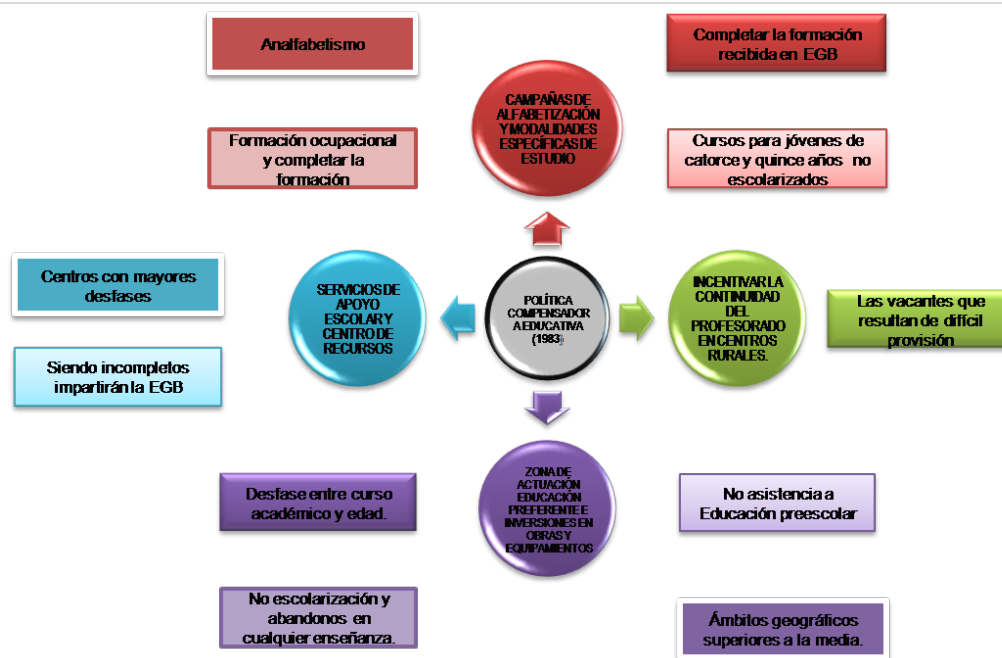 Analfabetismo
Completar la formación
recibida en EGB
CAMPAÑAS DE
ALFABETIZACIÓN
Y MODALIDADES
ESPECÍFICAS DE
ESTUDIO
Formación ocupacional
y completar la
formación
Cursos para jóvenes de
catorce y quince años no
escolarizados
Centros con mayores
desfases
SERVICIOS DE
APOYO
ESCOLAR Y
CENTRO DE
RECURSOS
POLÍTICA
COMPENSADOR
A EDUCATIVA
(1983)
INCENTIVAR LA
CONTINUIDAD
DEL
PROFESORADO
EN CENTROS
RURALES.
Las vacantes que
resultan de difícil
provisión
Siendo incompletos
impartirán la EGB
Desfase entre curso
académico y edad.
ZONA DE
ACTUACIÓN
EDUCACIÓN
PREFERENTE E
INVERSIONES EN
OBRAS Y
EQUIPAMIENTOS
No asistencia a
Educación preescolar
No escolarización y
abandonos en
cualquier enseñanza.
Ámbitos geográficos
superiores a la media.